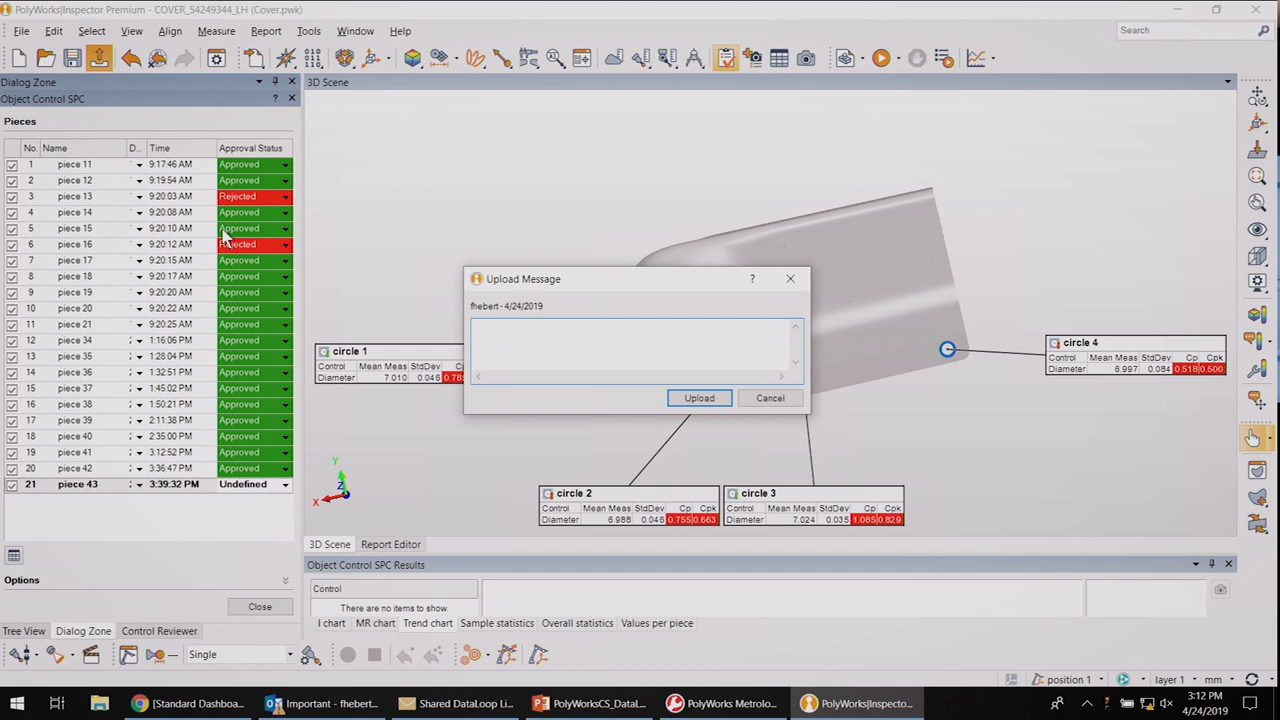 PolyWorks|Inspector Premium - COVER_54249344_LH (Cover.pwk)
File Edit Select View Align Measure Report Tools Window Help
Search
Dialog Zone
3D Scene
Object Control SPC
Pieces
No. Name D... Time Approval Status
1 piece 11 9:17:46 AM Approved
2 piece 12 9:19:54 AM Approved
3 piece 13 9:20:03 AM Rejected
4 piece 14 9:20:08 AM Approved
5 piece 15 9:20:10 AM Approved
6 piece 16 9:20:12 AM Rejected
7 piece 17 9:20:15 AM Approved
8 piece 18 9:20:17 AM Approved
9 piece 19 9:20:20 AM Approved
10 piece 20 9:20:22 AM Approved
11 piece 21 9:20:25 AM Approved
12 piece 34 1:16:06 PM Approved
13 piece 35 1:28:04 PM Approved
14 piece 36 1:32:51 PM Approved
15 piece 37 1:45:02 PM Approved
16 piece 38 1:50:21 PM Approved
17 piece 39 2:11:38 PM Approved
18 piece 40 2:35:00 PM Approved
19 piece 41 3:12:52 PM Approved
20 piece 42 3:36:47 PM Approved
21 piece 43 3:39:32 PM Undefined
Options
Close
Tree View Dialog Zone Control Reviewer
Upload Message
fhebert - 4/24/2019
Upload Cancel
circle 1
Control Mean Meas StdDev Cp
Diameter 7.010 0.046
circle 4
Control Mean Meas StdDev Cp Cpk
Diameter 6.997 0.084 0.518 0.500
circle 2
Control Mean Meas StdDev Cp Cpk
Diameter 6.988 0.046 0.755 0.663
circle 3
Control Mean Meas StdDev Cp Cpk
Diameter 7.024 0.035 1.085 0.829
Y
Z
X
3D Scene Report Editor
Object Control SPC Results
Control
There are no items to show.
I chart MR chart Trend chart Sample statistics Overall statistics Values per piece
Single
position 1 layer 1 mm
[Standard Dashboa... Important - fhebert... Shared DataLoop Li... PolyWorksCS_DataL... PolyWorks Metrolo... PolyWorks|Inspecto...
3:12 PM
4/24/2019